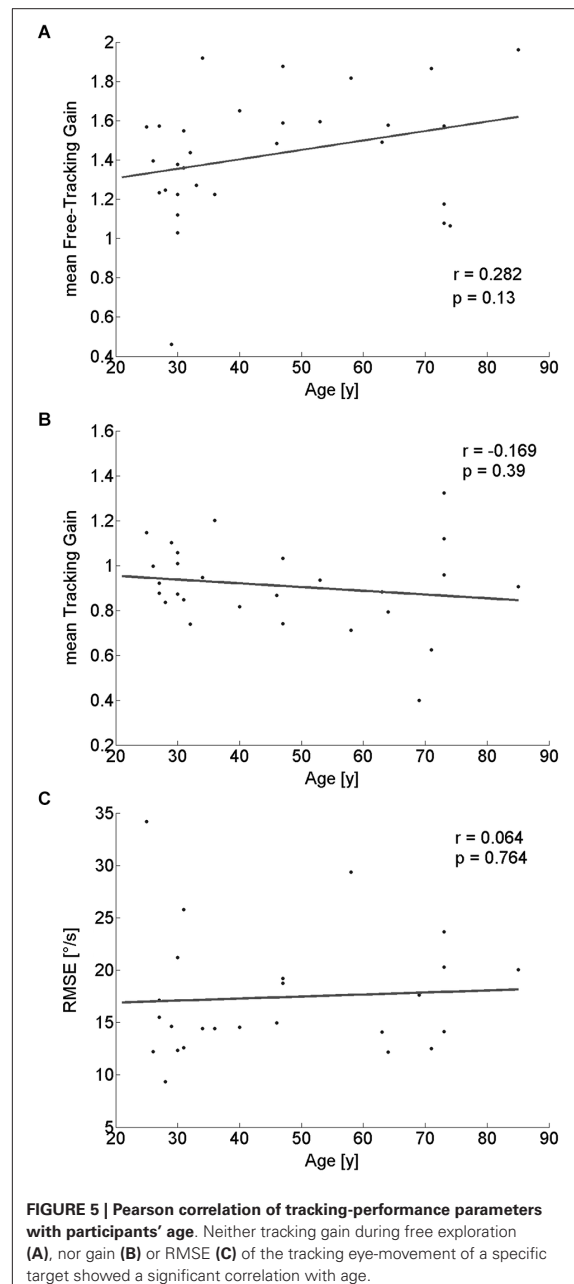 A
2
1.8
1.6
1.4
1.2
1
0.8
0.6
0.4
mean Free-Tracking Gain
r = 0.282
p = 0.13
20 30 40 50 60 70 80 90
Age [y]
B
1.6
1.4
1.2
1
0.8
0.6
0.4
0.2
mean Tracking Gain
r = -0.169
p = 0.39
20 30 40 50 60 70 80 90
Age [y]
C
35
30
25
20
15
10
5
RMSE [°/s]
r = 0.064
p = 0.764
20 30 40 50 60 70 80 90
Age [y]
FIGURE 5 | Pearson correlation of tracking-performance parameters
with participants' age. Neither tracking gain during free exploration
(A), nor gain (B) or RMSE (C) of the tracking eye-movement of a specific
target showed a significant correlation with age.